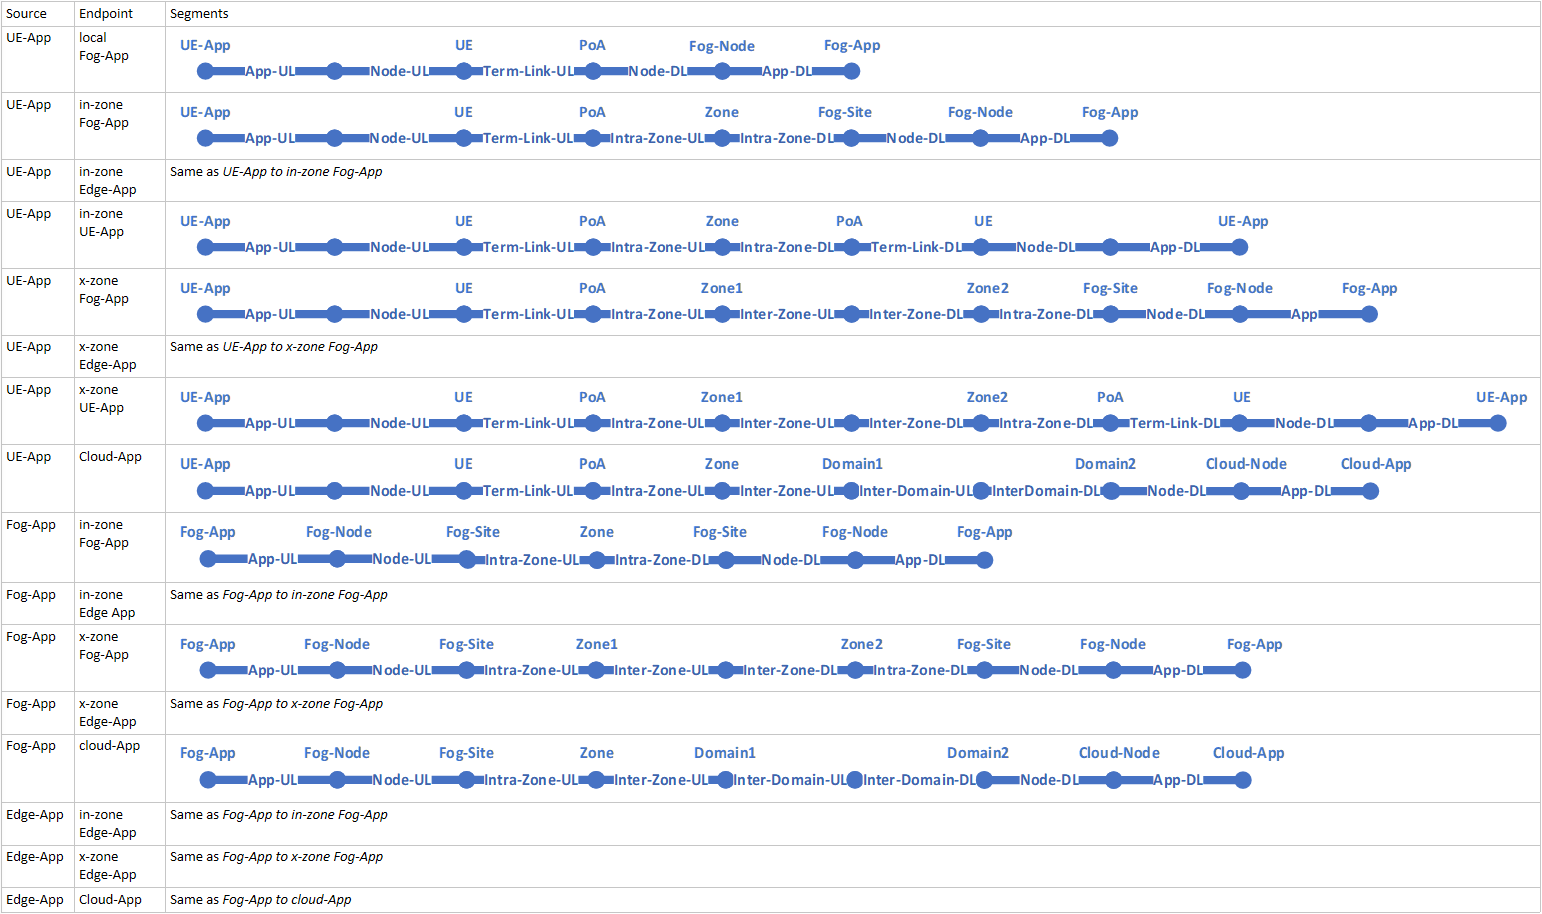 Source Endpoint Segments
UE-App local
Fog-App
UE-App UE PoA Fog-Node Fog-App
App-UL Node-UL Term-Link-UL Node-DL App-DL
UE-App in-zone
Fog-App
UE-App UE PoA Zone Fog-Site Fog-Node Fog-App
App-UL Node-UL Term-Link-UL Intra-Zone-UL Intra-Zone-DL Node-DL App-DL
UE-App in-zone
Edge-App
Same as UE-App to in-zone Fog-App
UE-App in-zone
UE-App
UE-App UE PoA Zone PoA UE UE-App
App-UL Node-UL Term-Link-UL Intra-Zone-UL Intra-Zone-DL Term-Link-DL Node-DL App-DL
UE-App x-zone
Fog-App
UE-App UE PoA Zone1 Zone2 Fog-Site Fog-Node Fog-App
App-UL Node-UL Term-Link-UL Intra-Zone-UL Inter-Zone-UL Inter-Zone-DL Intra-Zone-DL Node-DL App
UE-App x-zone
Edge-App
Same as UE-App to x-zone Fog-App
UE-App x-zone
UE-App
UE-App UE PoA Zone1 Zone2 PoA UE UE-App
App-UL Node-UL Term-Link-UL Intra-Zone-UL Inter-Zone-UL Inter-Zone-DL Intra-Zone-DL Term-Link-DL Node-DL App-DL
UE-App Cloud-App
UE-App UE PoA Zone Domain1 Domain2 Cloud-Node Cloud-App
App-UL Node-UL Term-Link-UL Intra-Zone-UL Inter-Zone-UL Inter-Domain-UL InterDomain-DL Node-DL App-DL
Fog-App in-zone
Fog-App
Fog-App Fog-Node Fog-Site Zone Fog-Site Fog-Node Fog-App
App-UL Node-UL Intra-Zone-UL Intra-Zone-DL Node-DL App-DL
Fog-App in-zone
Edge App
Same as Fog-App to in-zone Fog-App
Fog-App x-zone
Fog-App
Fog-App Fog-Node Fog-Site Zone1 Zone2 Fog-Site Fog-Node Fog-App
App-UL Node-UL Intra-Zone-UL Inter-Zone-UL Inter-Zone-DL Intra-Zone-DL Node-DL App-DL
Fog-App x-zone
Edge-App
Same as Fog-App to x-zone Fog-App
Fog-App cloud-App
Fog-App Fog-Node Fog-Site Zone Domain1 Domain2 Cloud-Node Cloud-App
App-UL Node-UL Intra-Zone-UL Inter-Zone-UL Inter-Domain-UL Inter-Domain-DL Node-DL App-DL
Edge-App in-zone
Edge-App
Same as Fog-App to in-zone Fog-App
Edge-App x-zone
Edge-App
Same as Fog-App to x-zone Fog-App
Edge-App Cloud-App Same as Fog-App to cloud-App